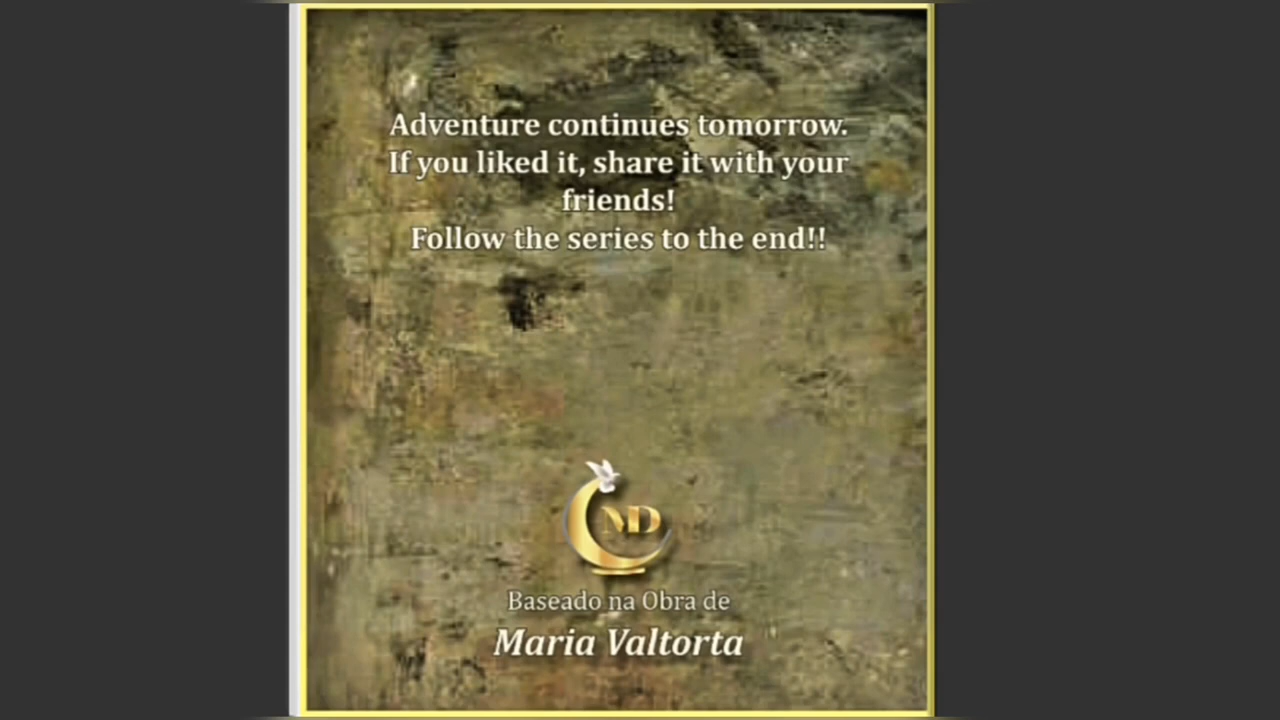 Adventure continues tomorrow.
If you liked it, share it with your
friends!
Follow the series to the end!!
MD
Baseado na Obra de
Maria Valtorta